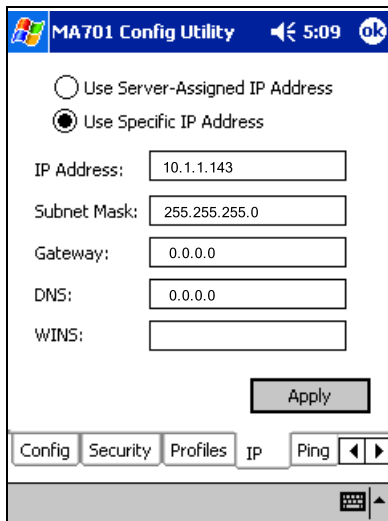 MA701 Config Utility 5:09 ok
Use Server-Assigned IP Address
Use Specific IP Address
IP Address: 10.1.1.143
Subnet Mask: 255.255.255.0
Gateway: 0.0.0.0
DNS: 0.0.0.0
WINS:
Apply
Config Security Profiles IP Ping